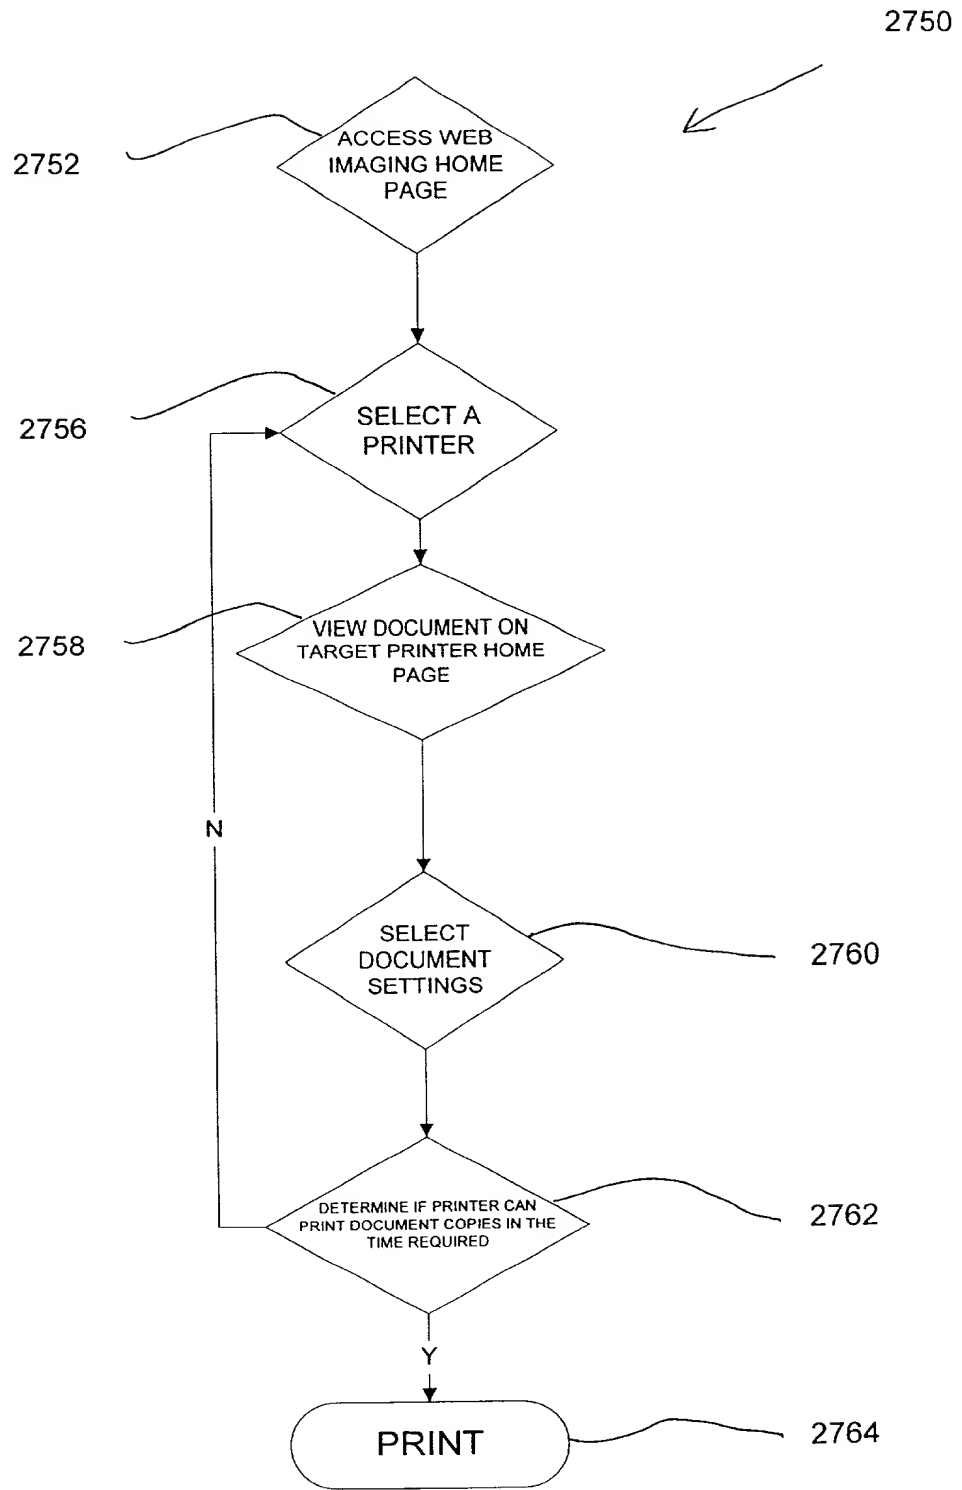 2750
ACCESS WEB
IMAGING HOME
PAGE
2752
SELECT A
PRINTER
2756
VIEW DOCUMENT ON
TARGET PRINTER HOME
PAGE
2758
N
SELECT
DOCUMENT
SETTINGS
2760
DETERMINE IF PRINTER CAN
PRINT DOCUMENT COPIES IN THE
TIME REQUIRED
2762
Y
PRINT
2764